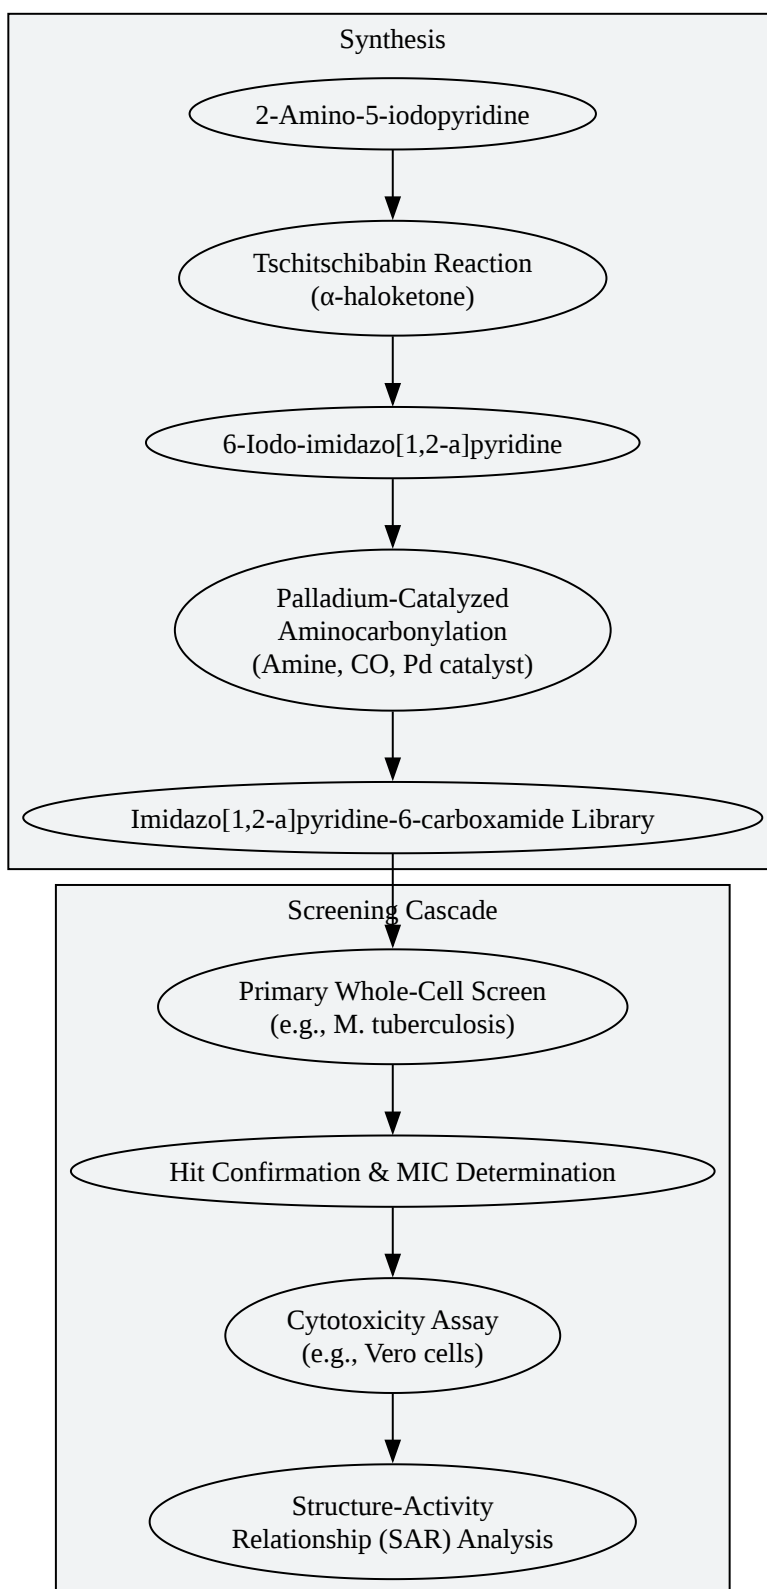 Synthesis
2-Amino-5-iodopyridine
Tschitschibabin Reaction
(α-haloketone)
6-Iodo-imidazo[1,2-a]pyridine
Palladium-Catalyzed
Aminocarbonylation
(Amine, CO, Pd catalyst)
Imidazo[1,2-a]pyridine-6-carboxamide Library
Screening Cascade
Primary Whole-Cell Screen
(e.g., M. tuberculosis)
Hit Confirmation & MIC Determination
Cytotoxicity Assay
(e.g., Vero cells)
Structure-Activity
Relationship (SAR) Analysis